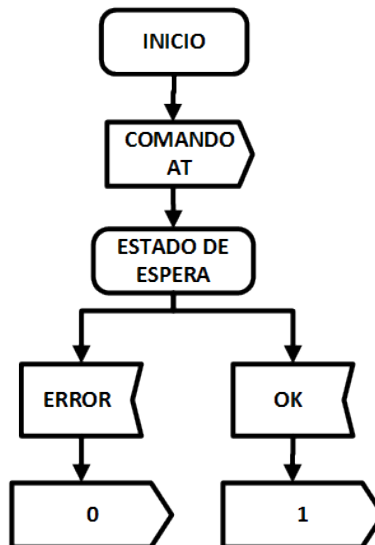 INICIO
COMANDO
AT
ESTADO DE
ESPERA
ERROR
OK
0
1